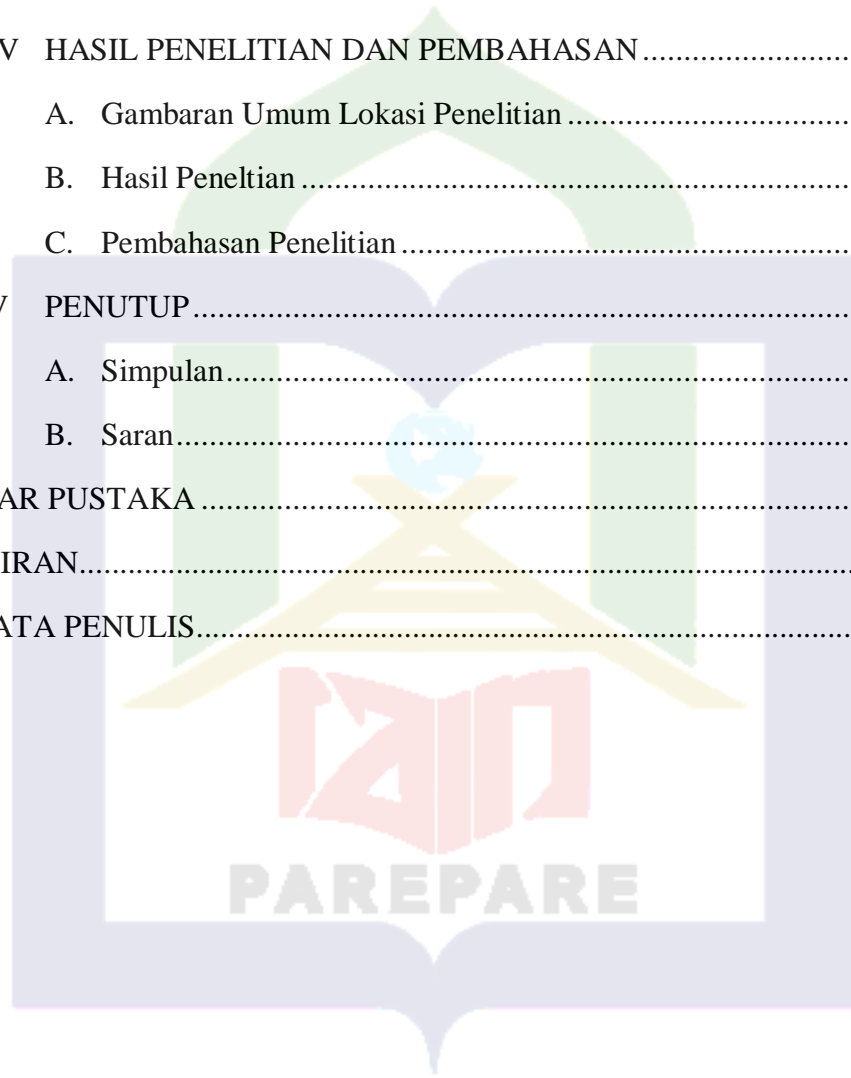 V HASIL PENELITIAN DAN PEMBAHASAN........................
A. Gambaran Umum Lokasi Penelitian....................................
B. Hasil Peneltian.......................................................................
C. Pembahasan Penelitian..........................................................
V PENUTUP...................................................................................
A. Simpulan.................................................................................
B. Saran.......................................................................................
AR PUSTAKA..................................................................................
IRAN..................................................................................................
ATA PENULIS...................................................................................
iain
PAREPARE